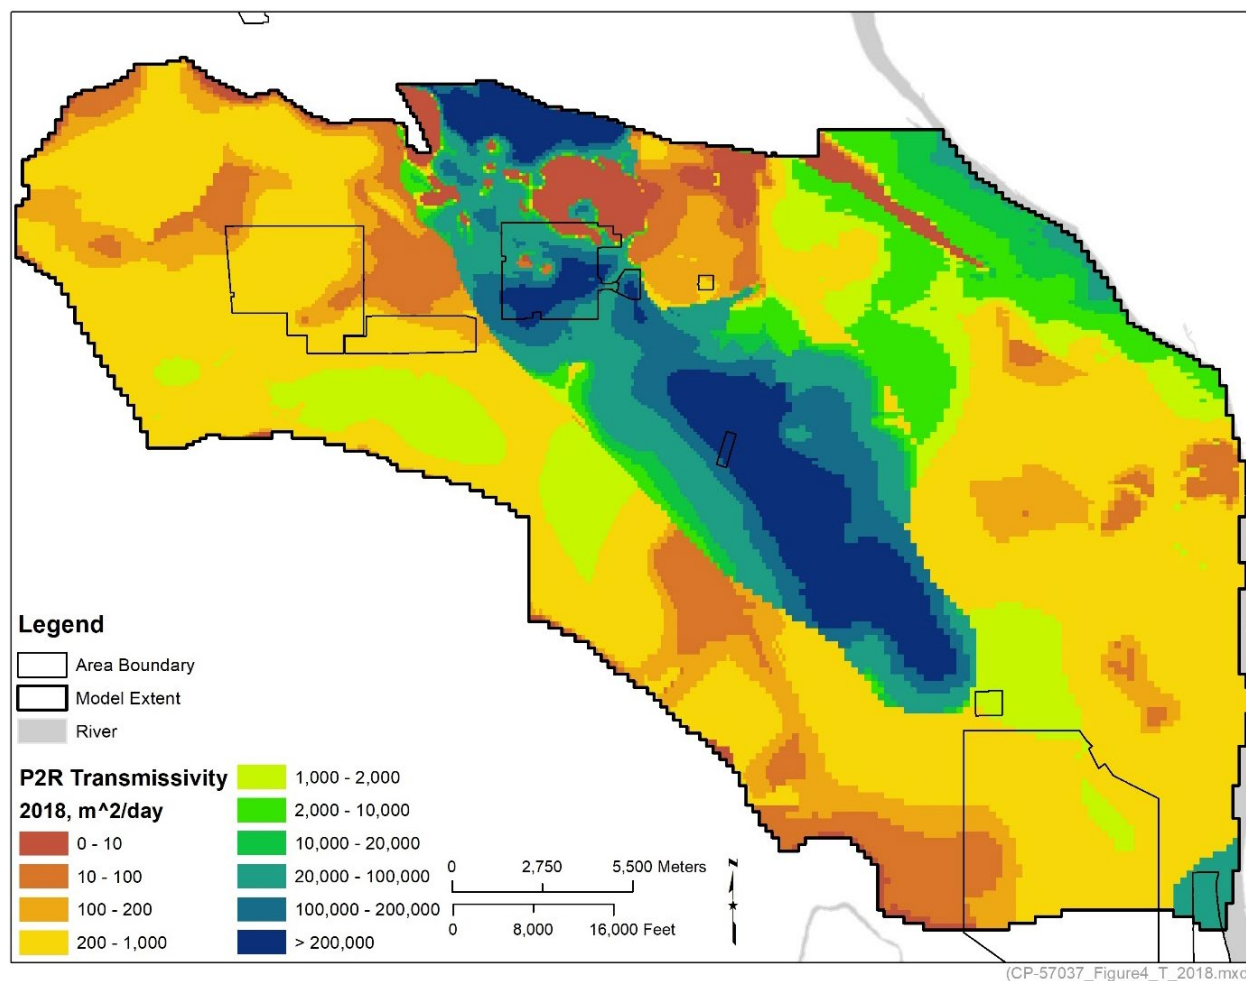 Legend
Area Boundary
Model Extent
River
P2R Transmissivity
2018, m^2/day
0 - 10
10 - 100
100 - 200
200 - 1,000
1,000 - 2,000
2,000 - 10,000
10,000 - 20,000
20,000 - 100,000
100,000 - 200,000
> 200,000
0 2,750 5,500 Meters
0 8,000 16,000 Feet
N
(CP-57037_Figure4_T_2018.mxd